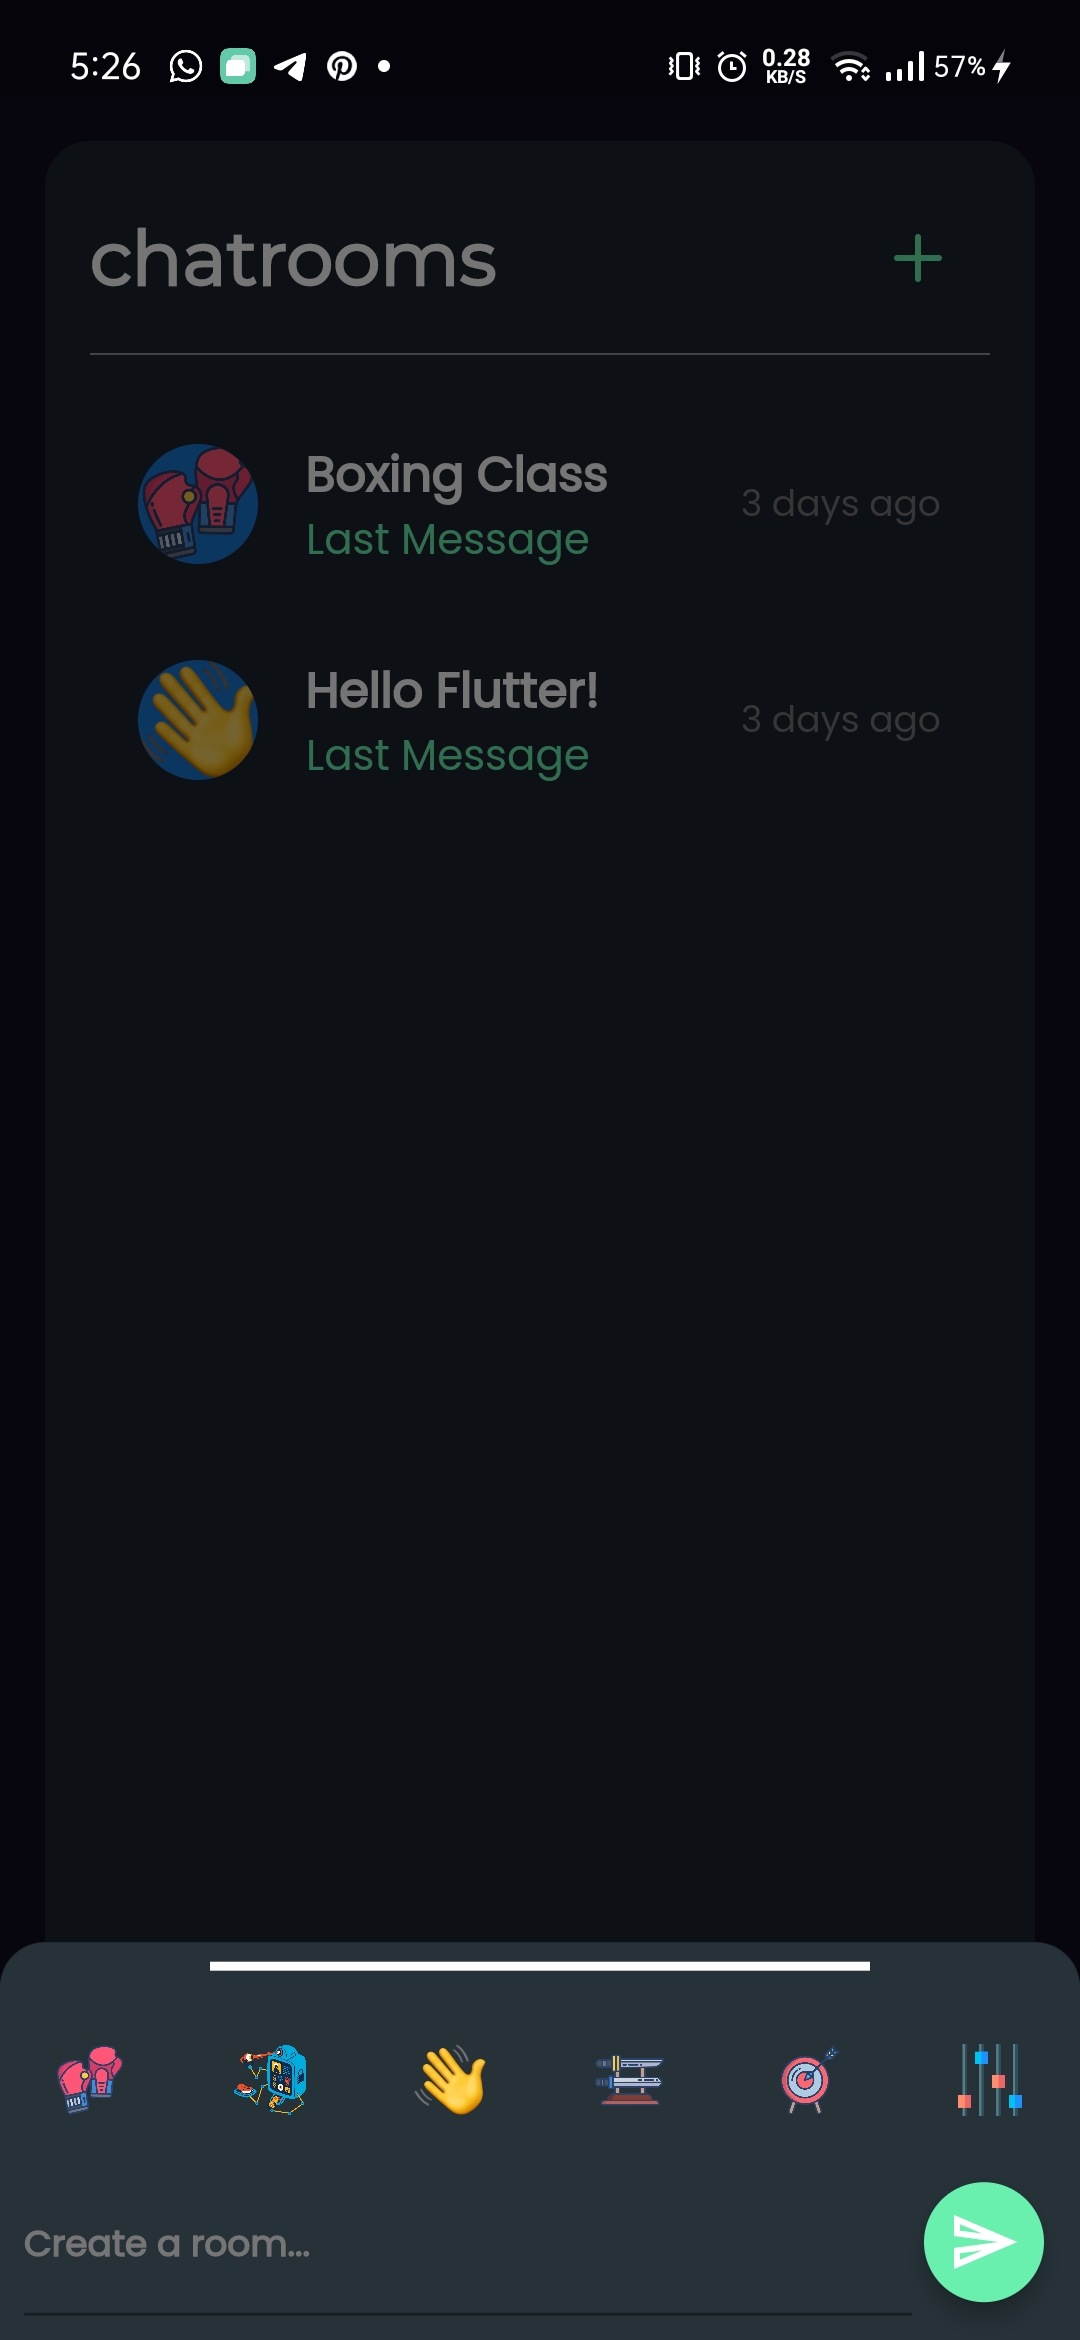 5:26 0.28 KB/S 57%
chatrooms
Boxing Class
Last Message
3 days ago
Hello Flutter!
Last Message
3 days ago
Create a room...